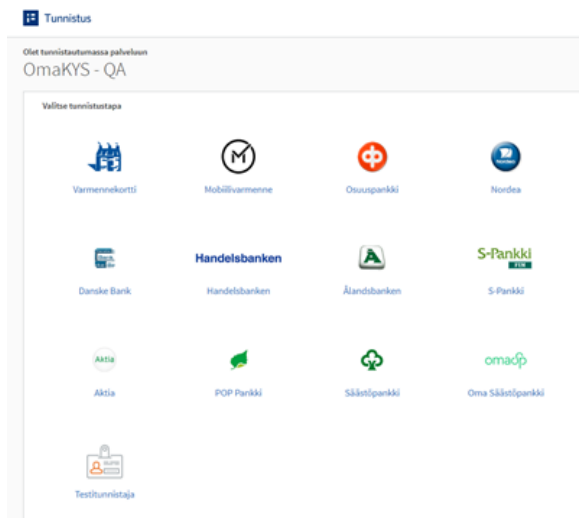 Tunnistus
Olet tunnistautumassa palveluun
OmaKYS - QA
Valitse tunnistustapa
Varmennekortti Mobiilivarmenne Osuuspankki Nordea
Handelsbanken S-Pankki
Danske Bank Handelsbanken Ålandsbanken S-Pankki
Aktia omasp
Aktia POP Pankki Säästöpankki Oma Säästöpankki
Testitunnistaja